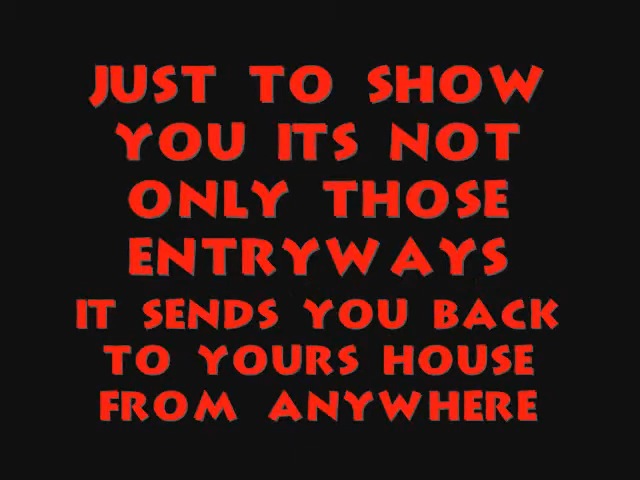 JUST TO SHOW
YOU ITS NOT
ONLY THOSE
ENTRYWAYS
IT SENDS YOU BACK
TO YOURS HOUSE
FROM ANYWHERE